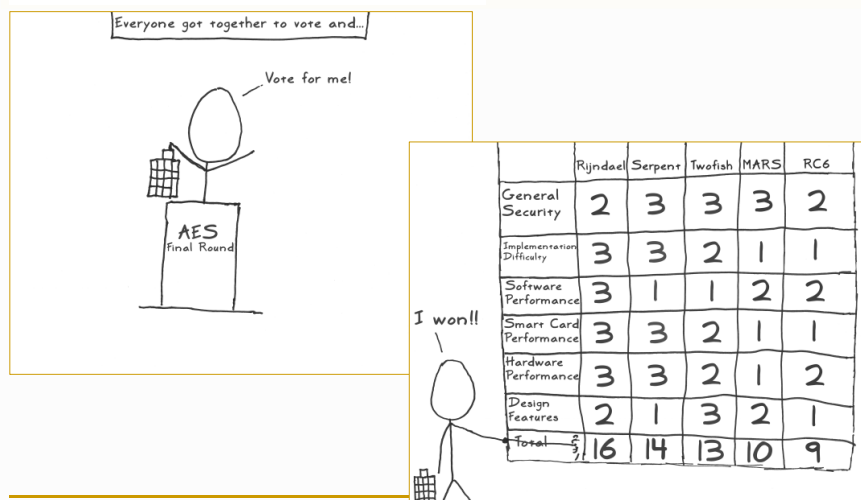 Everyone got together to vote and...
Vote for me!
AES
Final Round
I won!!
Rijndael Serpent Twofish MARS RC6
General
Security 2 3 3 3 2
Implementation
Difficulty 3 3 2 1 1
Software
Performance 3 1 1 2 2
Smart Card
Performance 3 3 2 1 1
Hardware
Performance 3 3 2 1 2
Design
Features 2 1 3 2 1
Total 16 14 13 10 9